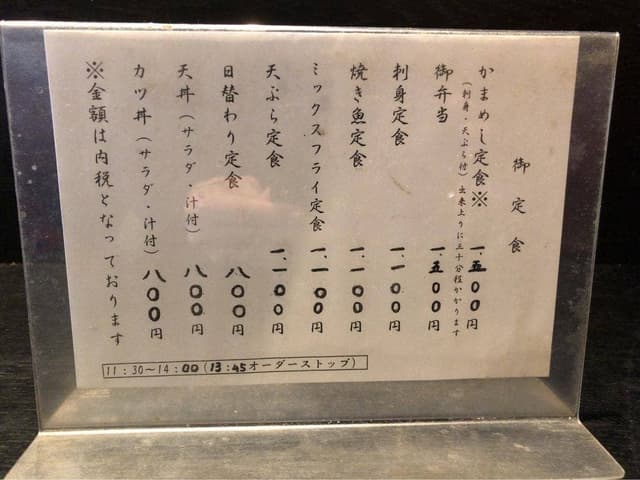 御定食
かまめし定食※ 一、五〇〇円
(刺身・天ぷら付) 出来上りに三十分程かかります
御弁当 一、五〇〇円
刺身定食 一、一〇〇円
焼き魚定食 一、一〇〇円
ミックスフライ定食 一、一〇〇円
天ぷら定食 一、一〇〇円
日替わり定食 八〇〇円
天丼(サラダ・汁付) 八〇〇円
カツ丼(サラダ・汁付) 八〇〇円
※金額は内税となっております
11:30~14:00(13:45オーダーストップ)